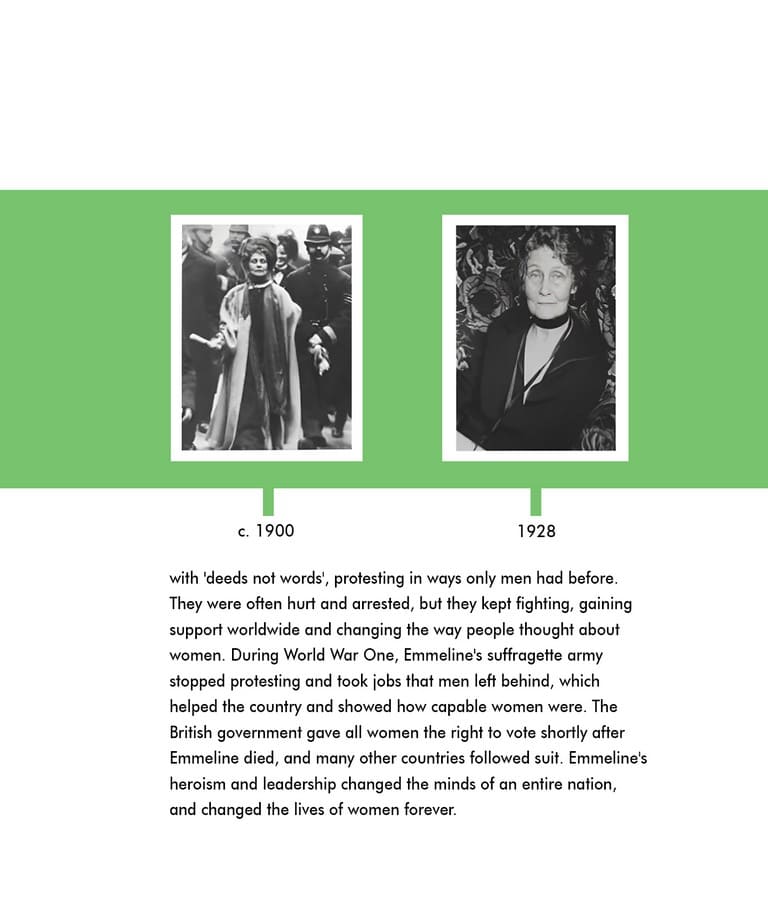 c. 1900
1928
with 'deeds not words', protesting in ways only men had before.
They were often hurt and arrested, but they kept fighting, gaining
support worldwide and changing the way people thought about
women. During World War One, Emmeline's suffragette army
stopped protesting and took jobs that men left behind, which
helped the country and showed how capable women were. The
British government gave all women the right to vote shortly after
Emmeline died, and many other countries followed suit. Emmeline's
heroism and leadership changed the minds of an entire nation,
and changed the lives of women forever.